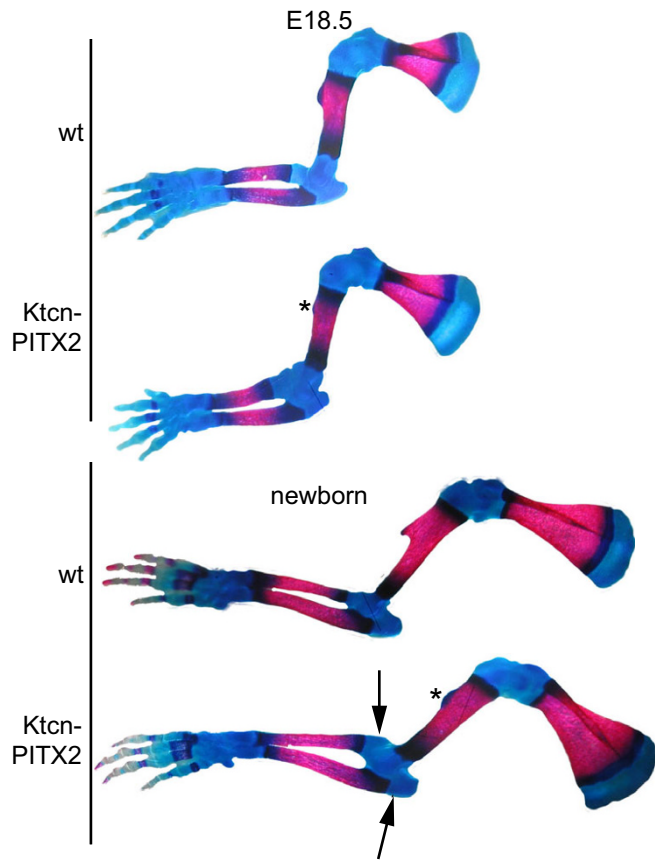 E18.5
wt
Ktcn-
PITX2
*
newborn
wt
Ktcn-
PITX2
*